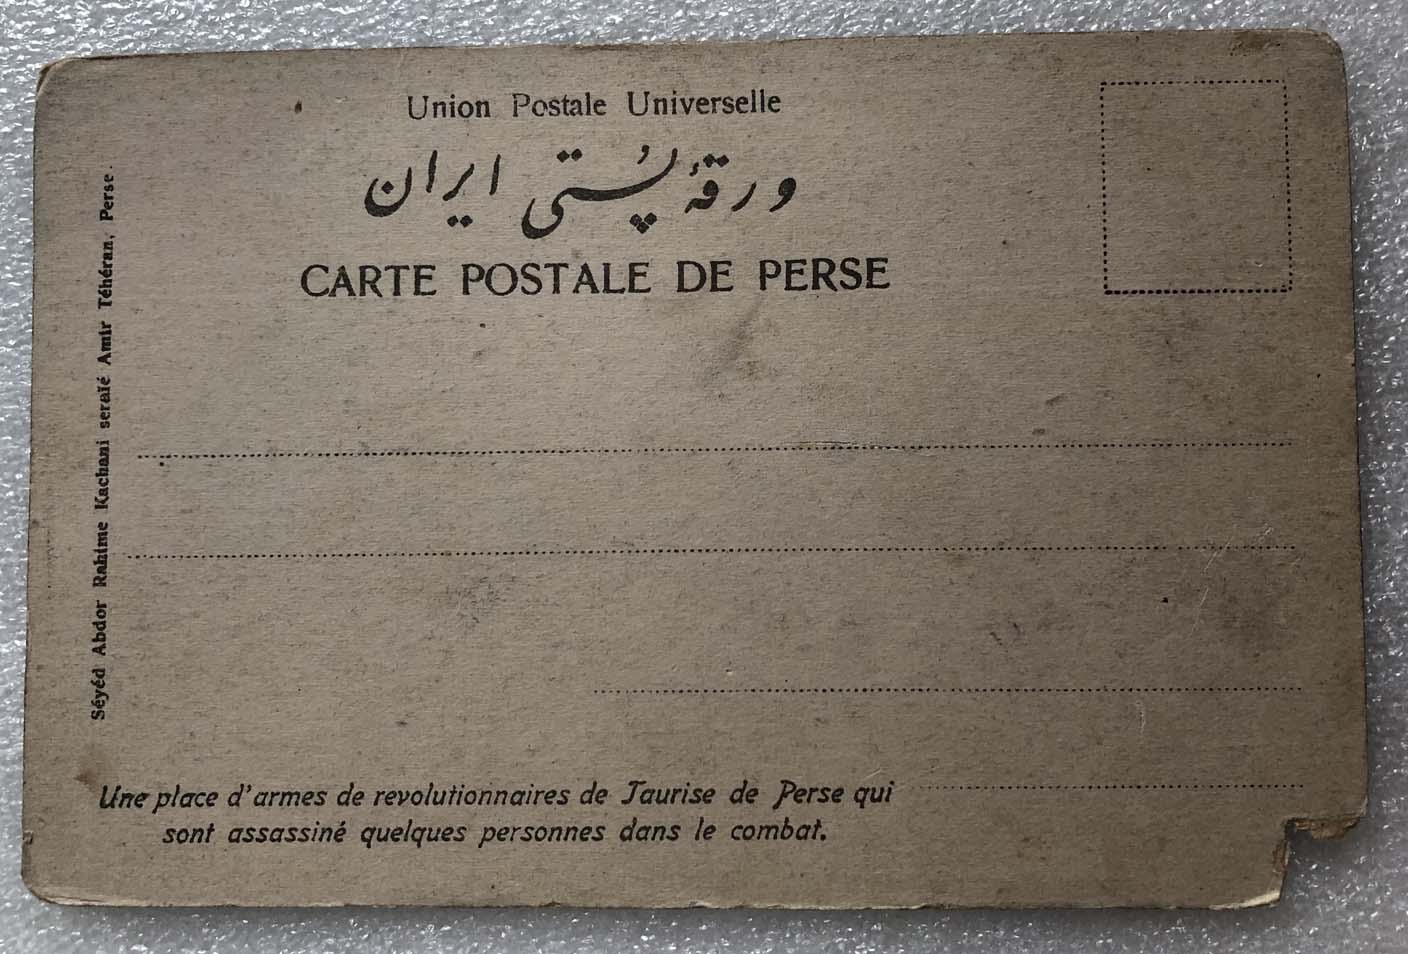 Union Postale Universelle
ورقهٔ پُستی ایران
CARTE POSTALE DE PERSE
Séyéd Abdor Rahime Kachani seraïé Amir Téhéran, Perse.
Une place d'armes de revolutionnaires de Taurise de Perse qui
sont assassiné quelques personnes dans le combat.